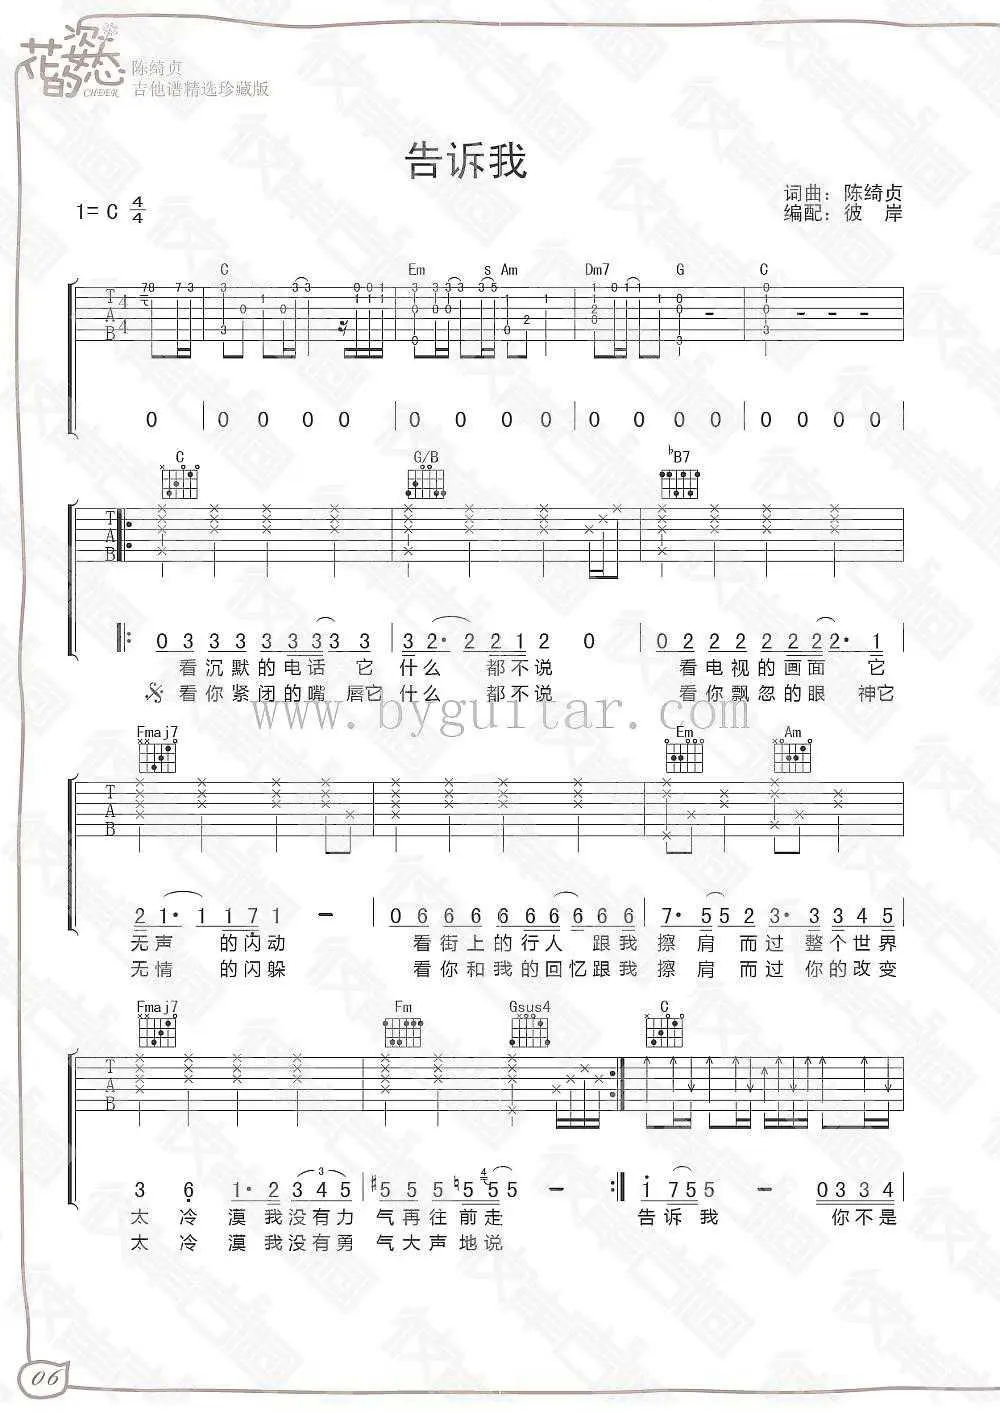 花的姿态
CHEER
陈绮贞
吉他谱精选珍藏版
告诉我
1= C 4/4
词曲：陈绮贞
编配：彼 岸
C Em s Am Dm7 G C
0 0 0 0 0 0 0 0 0 0 0 0 0 0 0 0 0
C G/B ♭B7
T A B
0 3 3 3 3 3 3 3 3 3 3 2· 2 2 1 2 0 0 2 2 2 2 2 2 2 2· 1
看沉默的电话 它 什么 都不说 看电视的画面 它
看你紧闭的嘴 唇它 什么 都不说 看你飘忽的眼 神它
www.byguitar.com
Fmaj7 Em Am
T A B
2 1· 1 1 7 1 - 0 6 6 6 6 6 6 6 6 6 7· 5 5 2 3· 3 3 4 5
无声 的闪动 看街上的行人 跟我 擦肩而过 整个世界
无情 的闪躲 看你和我的回忆跟我 擦肩而过 你的改变
Fmaj7 Fm Gsus4 C
T A B
3 6 1· 2 3 4 5 #5 5 5 ♮5 5 5 - 1 7 5 5 - 0 3 3 4
太冷漠我没有力 气再往前走 告诉我 你不是
太冷漠我没有勇 气大声地说
06